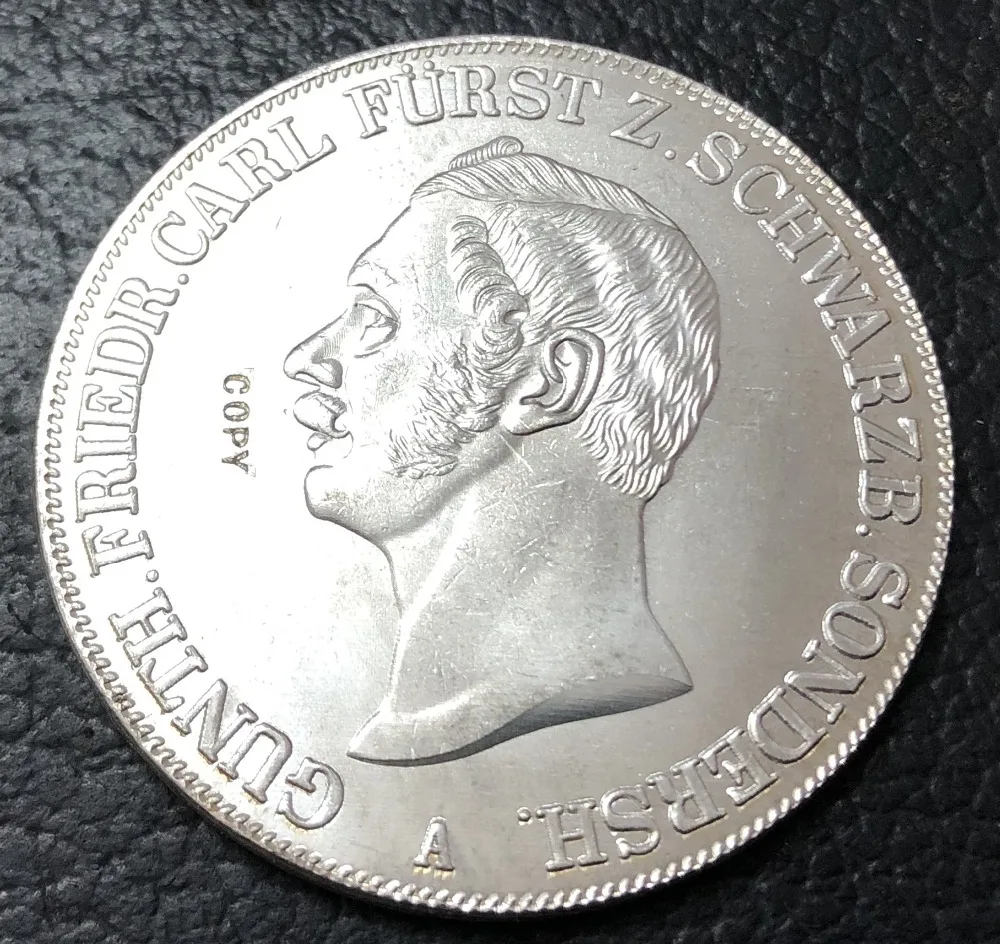 GUNTH. FRIEDR. CARL FÜRST Z. SCHWARZB. SONDERSH.
COPY
A